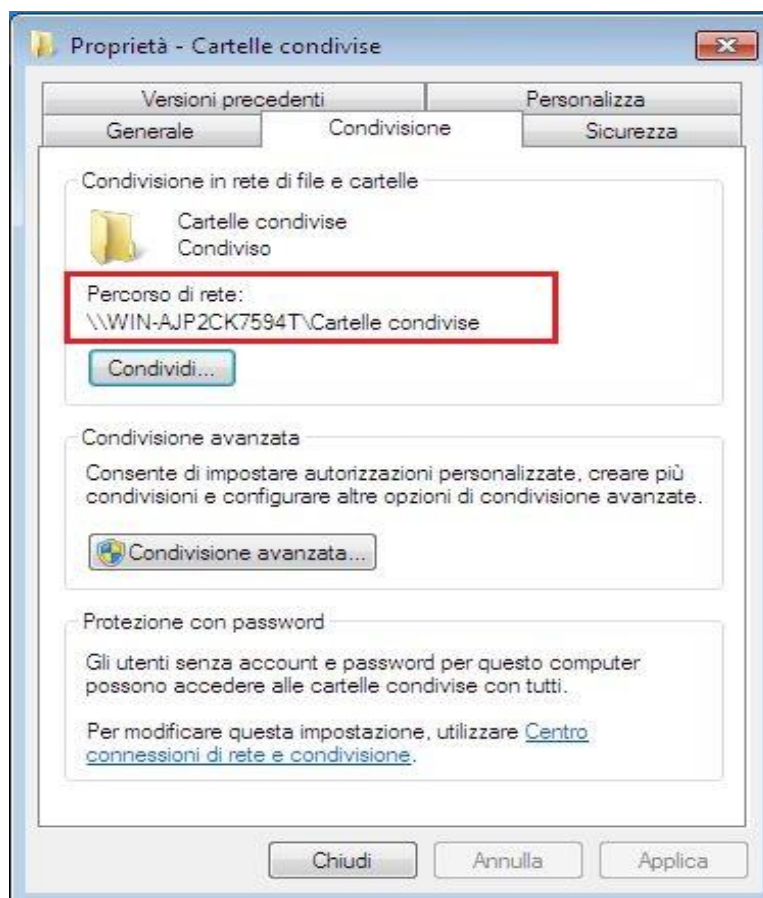 Proprietà - Cartelle condivise
Versioni precedenti
Personalizza
Generale
Condivisione
Sicurezza
Condivisione in rete di file e cartelle
Cartelle condivise
Condiviso
Percorso di rete:
\\WIN-AJP2CK7594T\Cartelle condivise
Condividi...
Condivisione avanzata
Consente di impostare autorizzazioni personalizzate, creare più
condivisioni e configurare altre opzioni di condivisione avanzate.
Condivisione avanzata...
Protezione con password
Gli utenti senza account e password per questo computer
possono accedere alle cartelle condivise con tutti.
Per modificare questa impostazione, utilizzare Centro
connessioni di rete e condivisione.
Chiudi
Annulla
Applica